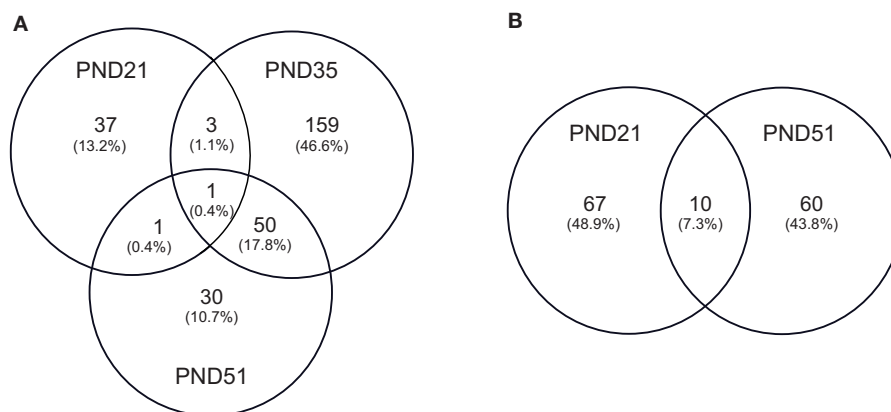 A
PND21
PND35
37
(13.2%)
3
(1.1%)
159
(46.6%)
1
(0.4%)
1
(0.4%)
50
(17.8%)
30
(10.7%)
PND51
B
PND21
PND51
67
(48.9%)
10
(7.3%)
60
(43.8%)